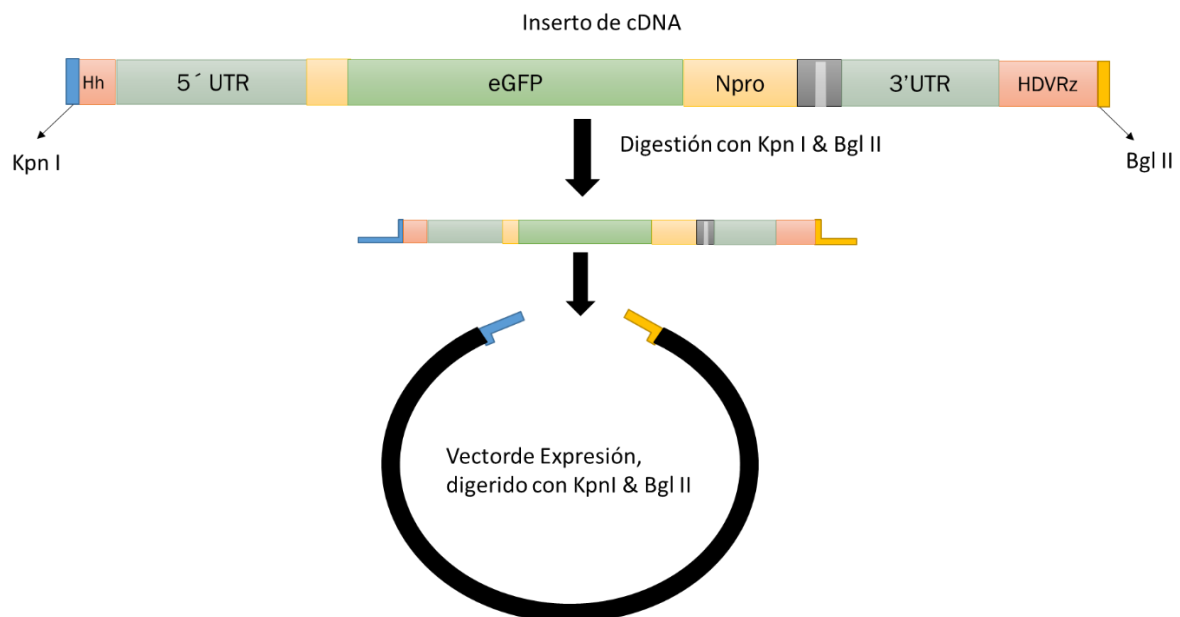 Inserto de cDNA
Hh
5´ UTR
eGFP
Npro
3'UTR
HDVRz
Kpn I
Digestión con Kpn I & Bgl II
Bgl II
Vectorde Expresión,
digerido con KpnI & Bgl II